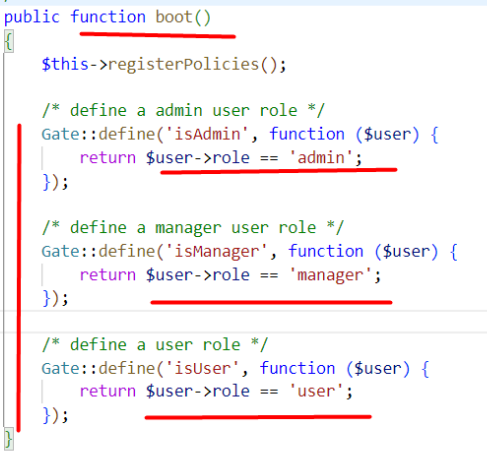 public function boot()
{
$this->registerPolicies();
/* define a admin user role */
Gate::define('isAdmin', function ($user) {
return $user->role == 'admin';
});
/* define a manager user role */
Gate::define('isManager', function ($user) {
return $user->role == 'manager';
});
/* define a user role */
Gate::define('isUser', function ($user) {
return $user->role == 'user';
});
}